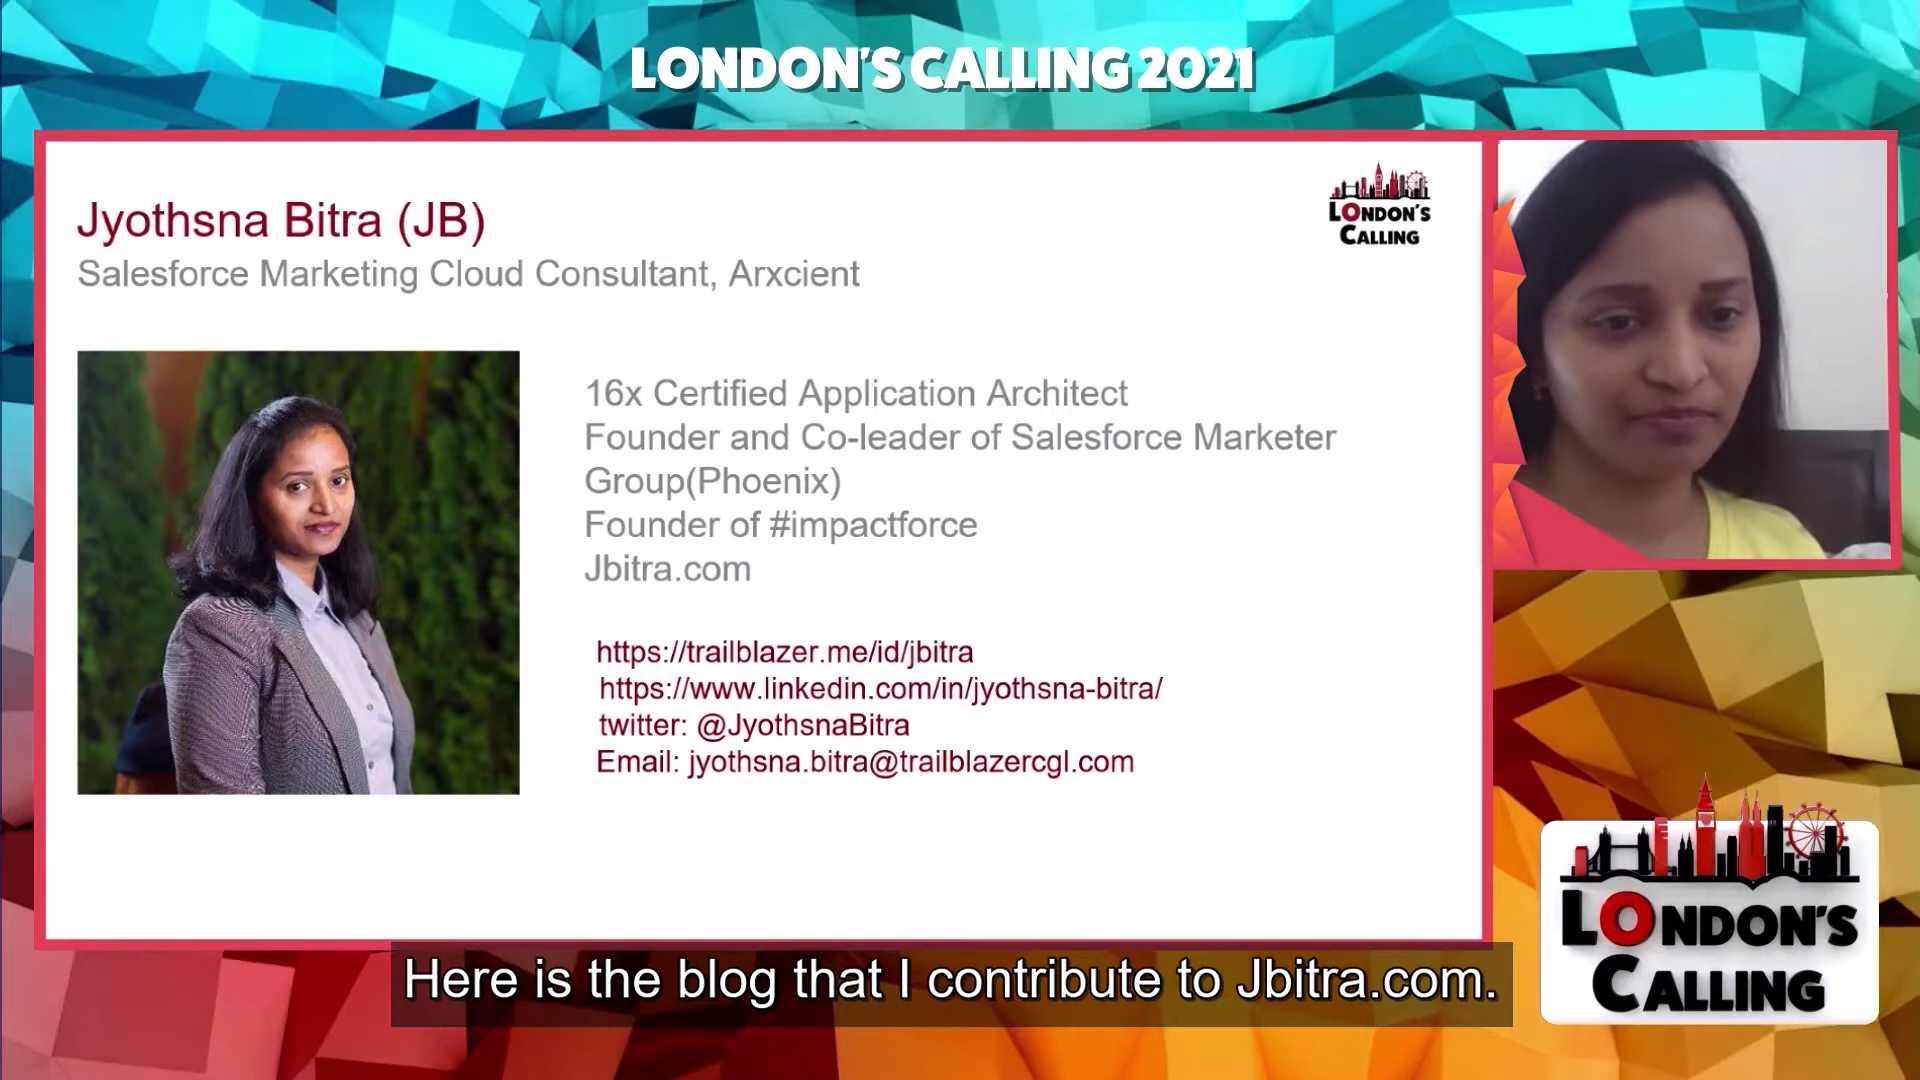 LONDON'S CALLING 2021
Jyothsna Bitra (JB)
Salesforce Marketing Cloud Consultant, Arxcient
LONDON'S
CALLING
16x Certified Application Architect
Founder and Co-leader of Salesforce Marketer
Group(Phoenix)
Founder of #impactforce
Jbitra.com
https://trailblazer.me/id/jbitra
https://www.linkedin.com/in/jyothsna-bitra/
twitter: @JyothsnaBitra
Email: jyothsna.bitra@trailblazercgl.com
Here is the blog that I contribute to Jbitra.com.
LONDON'S
CALLING